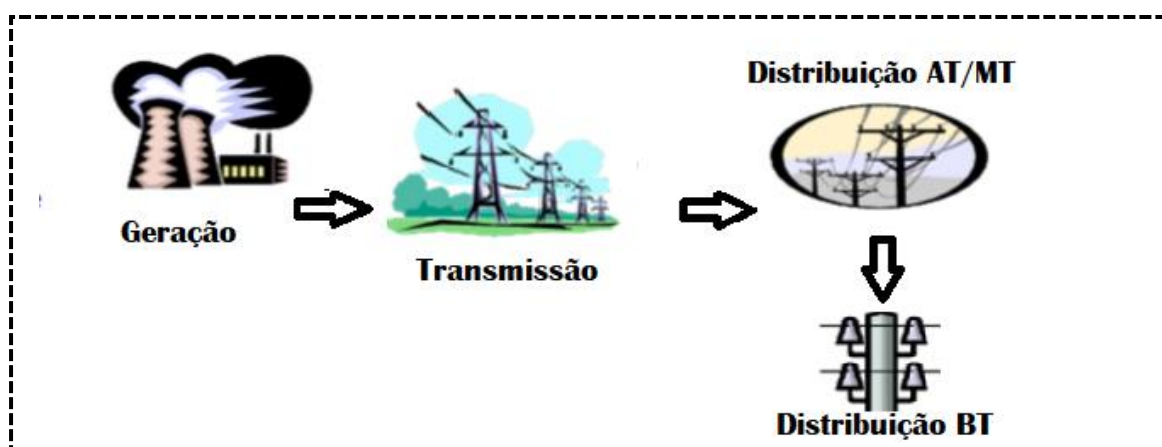 Geração
Transmissão
Distribuição AT/MT
Distribuição BT